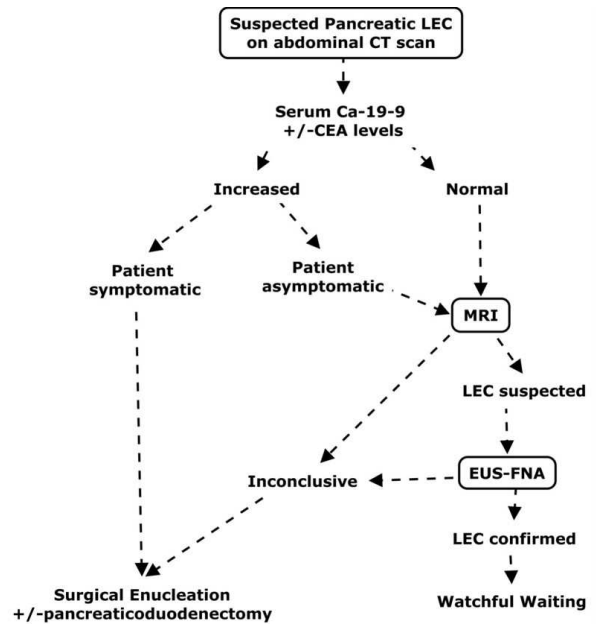 Suspected Pancreatic LEC
on abdominal CT scan
Serum Ca-19-9
+/-CEA levels
Increased
Normal
Patient
symptomatic
Patient
asymptomatic
MRI
LEC suspected
Inconclusive
EUS-FNA
LEC confirmed
Surgical Enucleation
+/-pancreaticoduodenectomy
Watchful Waiting